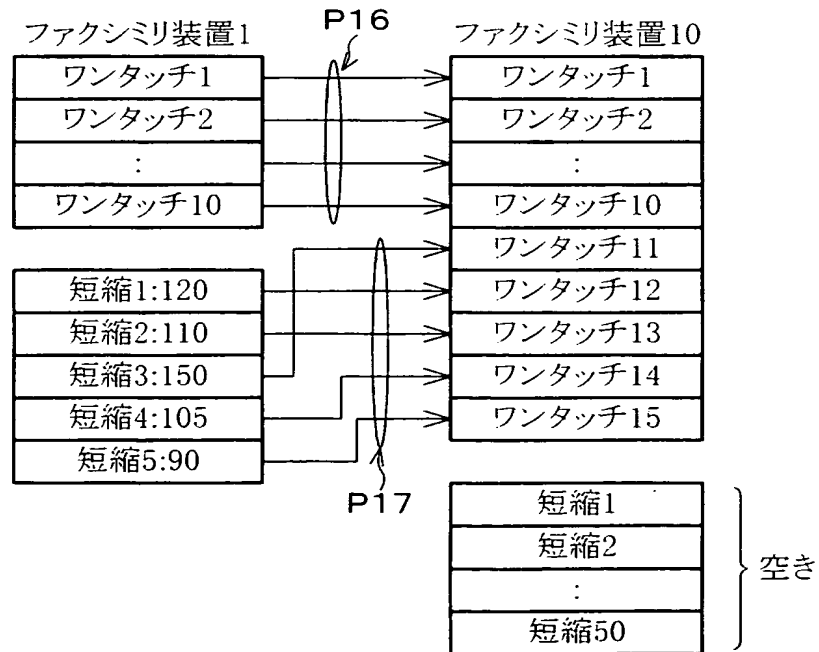 P16
ファクシミリ装置1
ワンタッチ1
ワンタッチ2
:
ワンタッチ10
短縮1:120
短縮2:110
短縮3:150
短縮4:105
短縮5:90
P17
ファクシミリ装置10
ワンタッチ1
ワンタッチ2
:
ワンタッチ10
ワンタッチ11
ワンタッチ12
ワンタッチ13
ワンタッチ14
ワンタッチ15
短縮1
短縮2
:
短縮50
空き